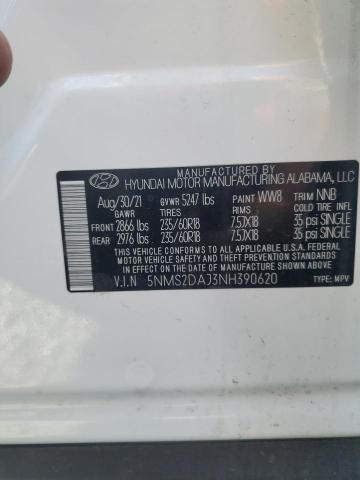 MANUFACTURED BY
HYUNDAI MOTOR MANUFACTURING ALABAMA, LLC
Aug/30/21 GVWR 5247 lbs PAINT WW8 TRIM NNB
GAWR TIRES RIMS COLD TIRE INFL.
FRONT 2866 lbs 235/60R18 7.5JX18 35 psi SINGLE
REAR 2976 lbs 235/60R18 7.5JX18 35 psi SINGLE
THIS VEHICLE CONFORMS TO ALL APPLICABLE FEDERAL
MOTOR VEHICLE SAFETY, BUMPER, AND THEFT PREVENTION
STANDARDS IN EFFECT ON THE DATE OF MANUFACTURE
SHOWN ABOVE.
V.I.N 5NMS2DAJ3NH390620 TYPE: MPV